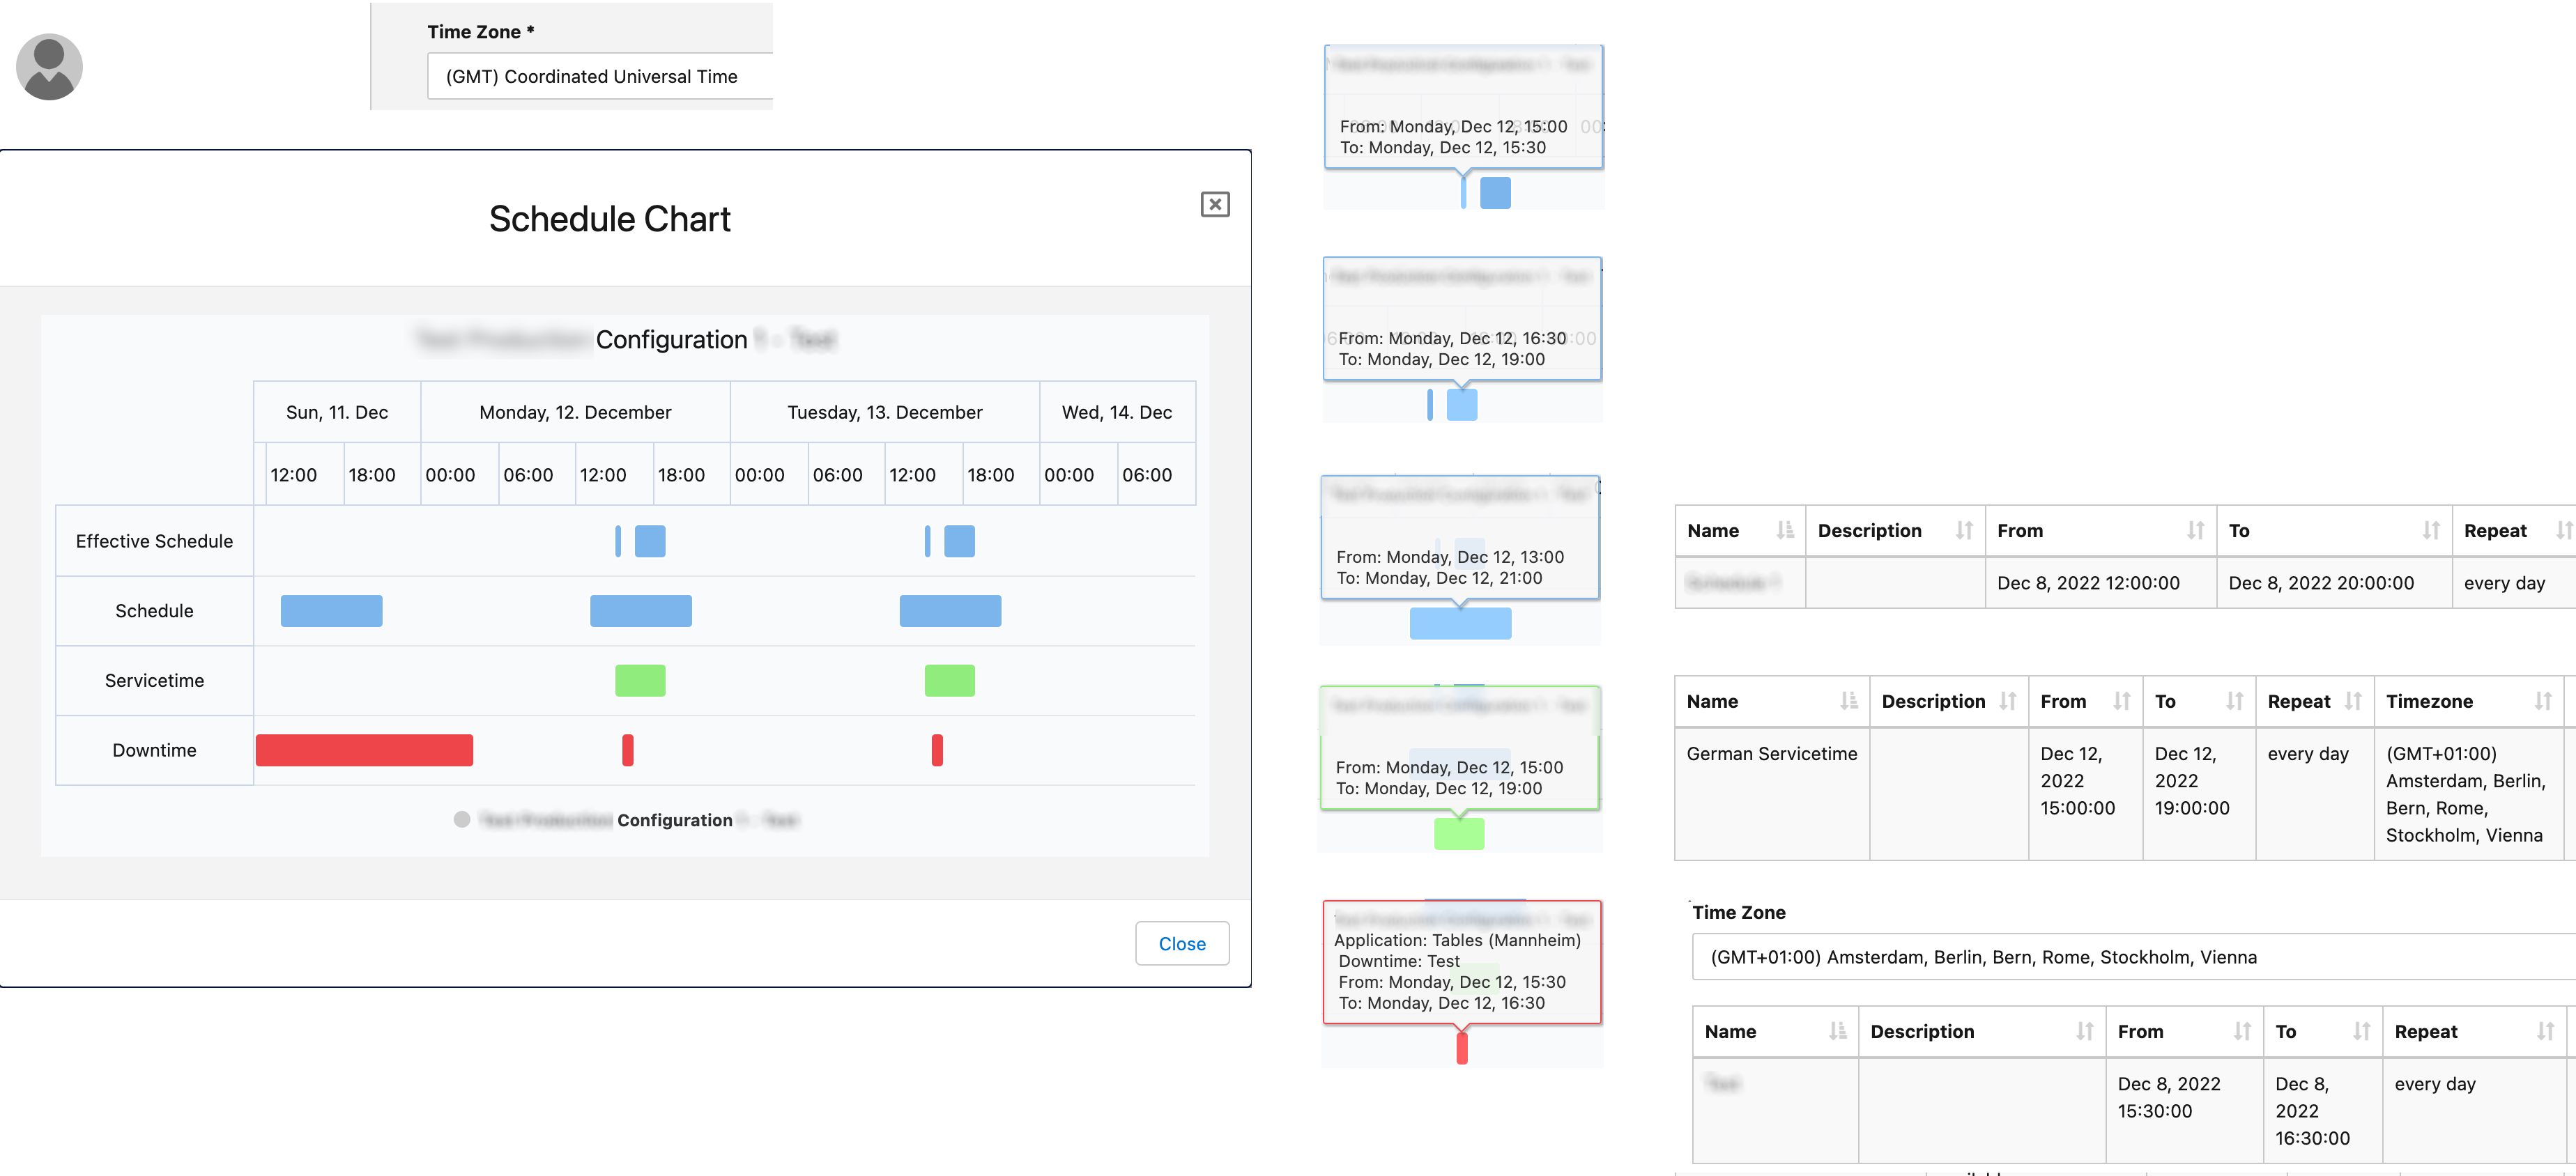 Time Zone *
(GMT) Coordinated Universal Time
Schedule Chart
Configuration
Sun, 11. Dec
Monday, 12. December
Tuesday, 13. December
Wed, 14. Dec
12:00
18:00
00:00
06:00
12:00
18:00
00:00
06:00
12:00
18:00
00:00
06:00
Effective Schedule
Schedule
Servicetime
Downtime
Configuration
Close
From: Monday, Dec 12, 15:00
To: Monday, Dec 12, 15:30
From: Monday, Dec 12, 16:30
To: Monday, Dec 12, 19:00
From: Monday, Dec 12, 13:00
To: Monday, Dec 12, 21:00
From: Monday, Dec 12, 15:00
To: Monday, Dec 12, 19:00
Application: Tables (Mannheim)
Downtime: Test
From: Monday, Dec 12, 15:30
To: Monday, Dec 12, 16:30
Name
Description
From
To
Repeat
Dec 8, 2022 12:00:00
Dec 8, 2022 20:00:00
every day
Name
Description
From
To
Repeat
Timezone
German Servicetime
Dec 12,
2022
15:00:00
Dec 12,
2022
19:00:00
every day
(GMT+01:00)
Amsterdam, Berlin,
Bern, Rome,
Stockholm, Vienna
Time Zone
(GMT+01:00) Amsterdam, Berlin, Bern, Rome, Stockholm, Vienna
Name
Description
From
To
Repeat
Dec 8, 2022
15:30:00
Dec 8,
2022
16:30:00
every day